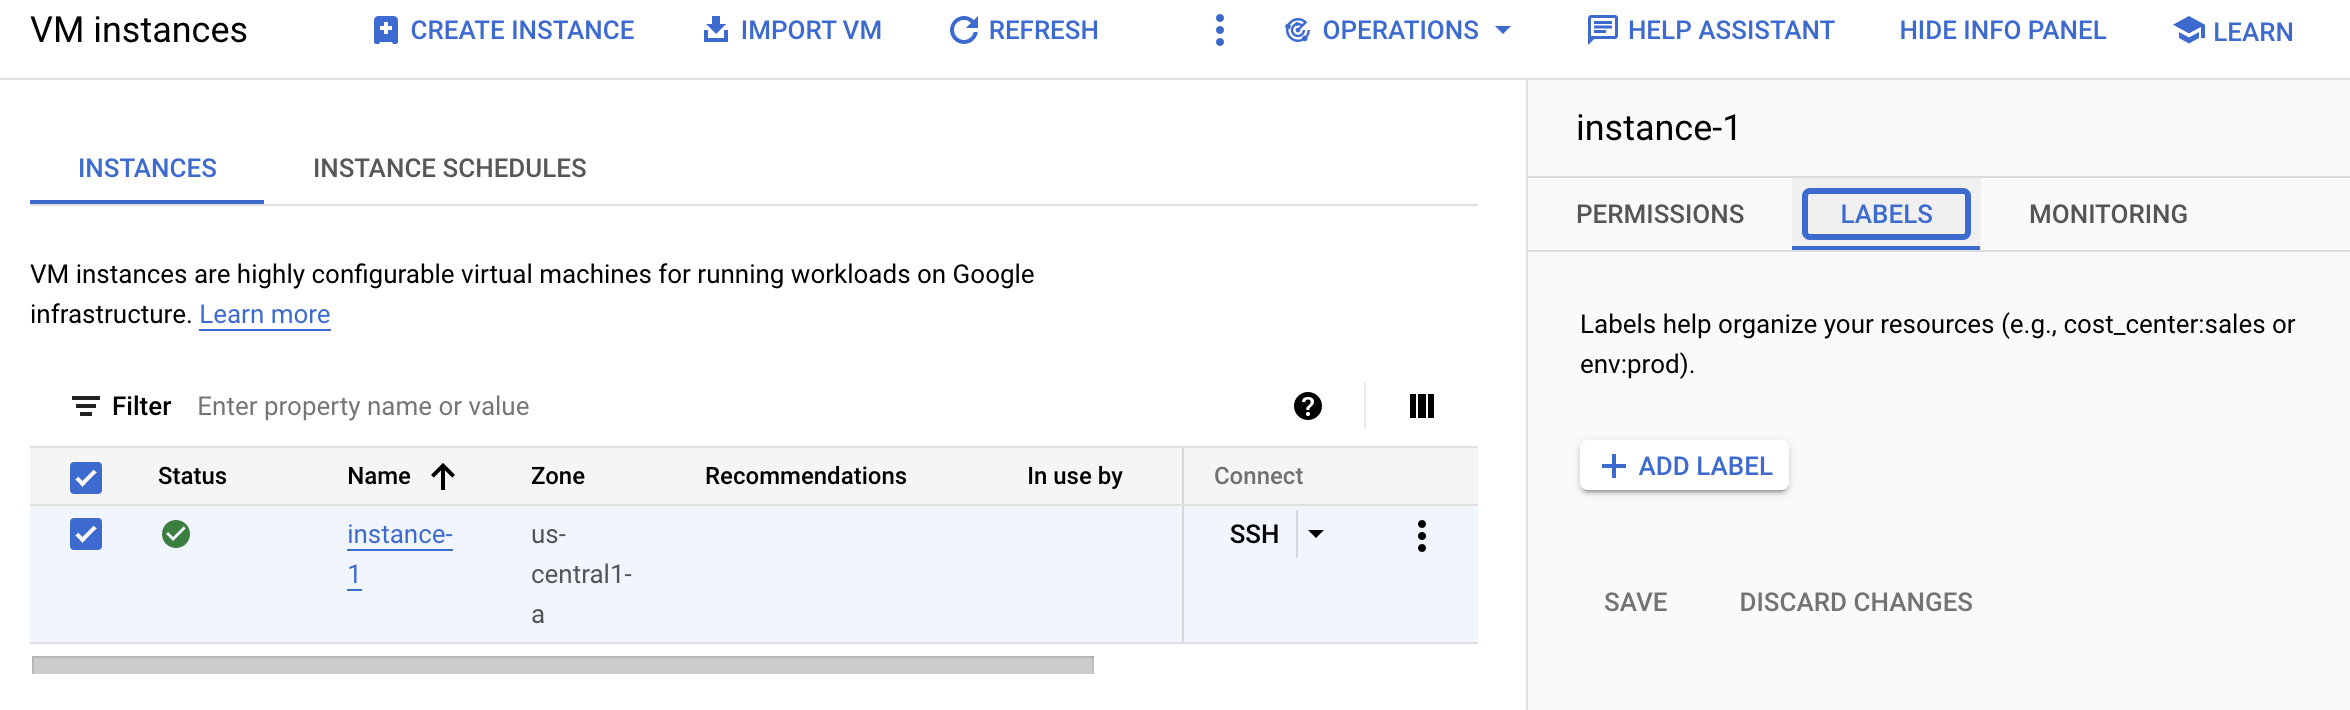 VM instances
CREATE INSTANCE
IMPORT VM
REFRESH
OPERATIONS
HELP ASSISTANT
HIDE INFO PANEL
LEARN
INSTANCES
INSTANCE SCHEDULES
VM instances are highly configurable virtual machines for running workloads on Google
infrastructure. Learn more
Filter Enter property name or value
Status Name Zone Recommendations In use by Connect
instance-
1
us-
central1-
a
SSH
instance-1
PERMISSIONS LABELS MONITORING
Labels help organize your resources (e.g., cost_center:sales or
env:prod).
ADD LABEL
SAVE DISCARD CHANGES